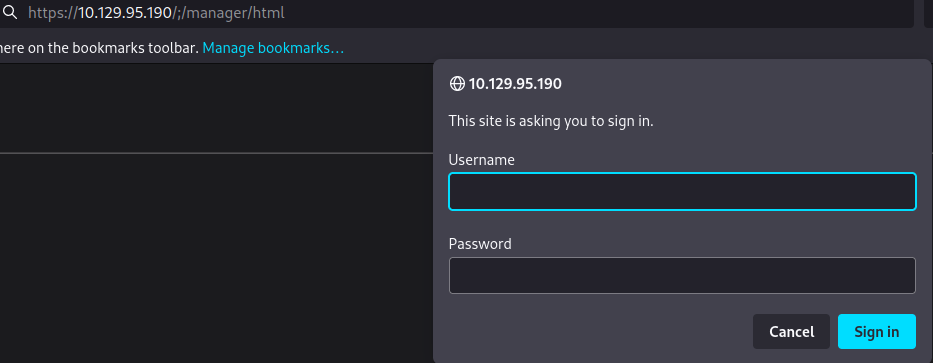 https://10.129.95.190/;/manager/html
here on the bookmarks toolbar. Manage bookmarks…
10.129.95.190
This site is asking you to sign in.
Username
Password
Cancel Sign in